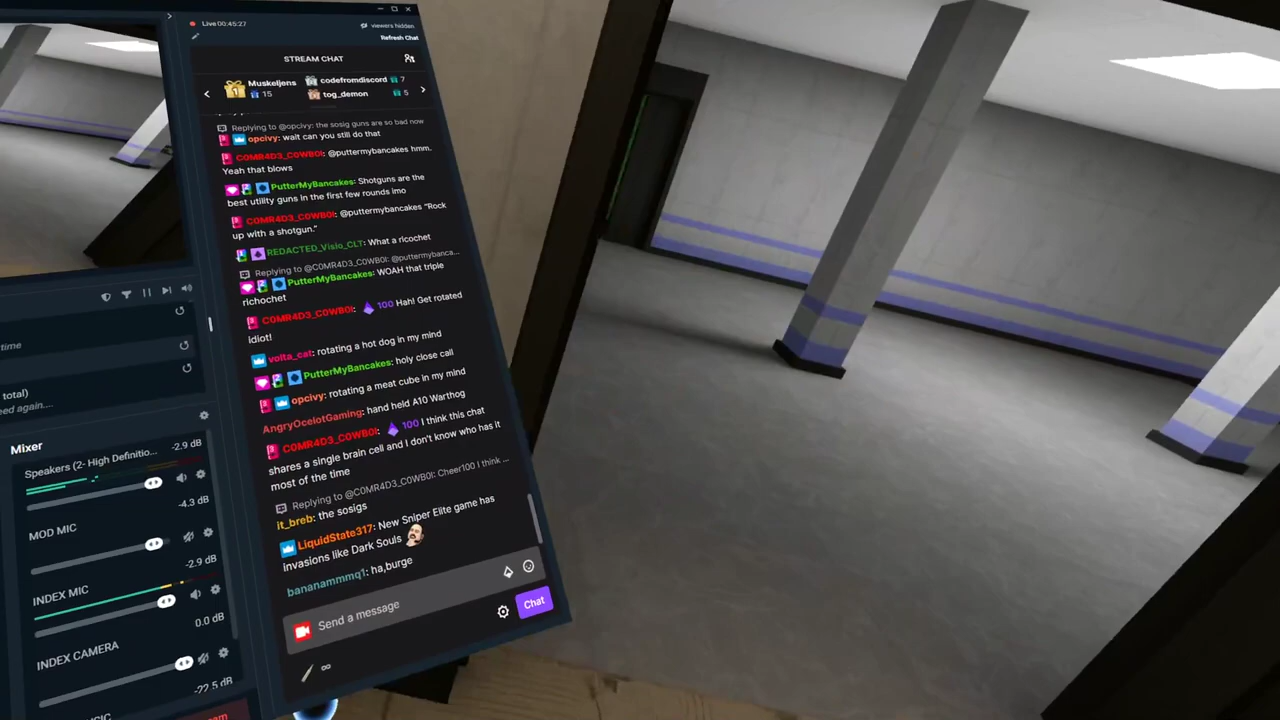 Live 00:45:27
viewers hidden
Refresh Chat
STREAM CHAT
1
Muskeljens
15
codefromdiscord 7
tog_demon 5
Replying to @opcivy: the sosig guns are so bad now
opcivy: wait can you still do that
C0MR4D3_C0WB0I: @puttermybancakes hmm.
Yeah that blows
PutterMyBancakes: Shotguns are the
best utility guns in the first few rounds imo
C0MR4D3_C0WB0I: @puttermybancakes "Rock
up with a shotgun."
REDACTED_Visio_CLT: What a ricochet
Replying to @C0MR4D3_C0WB0I: @puttermybanca...
PutterMyBancakes: WOAH that triple
richochet
C0MR4D3_C0WB0I: 100 Hah! Get rotated
idiot!
volta_cat: rotating a hot dog in my mind
PutterMyBancakes: holy close call
opcivy: rotating a meat cube in my mind
AngryOcelotGaming: hand held A10 Warthog
C0MR4D3_C0WB0I: 100 I think this chat
shares a single brain cell and I don't know who has it
most of the time
Replying to @C0MR4D3_C0WB0I: Cheer100 I think ...
it_breb: the sosigs
LiquidState317: New Sniper Elite game has
invasions like Dark Souls
bananammmq1: ha,burge
Send a message
Chat
∞
time
total)
eed again....
Mixer
Speakers (2- High Definitio... -2.9 dB
-4.3 dB
MOD MIC
-2.9 dB
INDEX MIC
0.0 dB
INDEX CAMERA
-22.5 dB